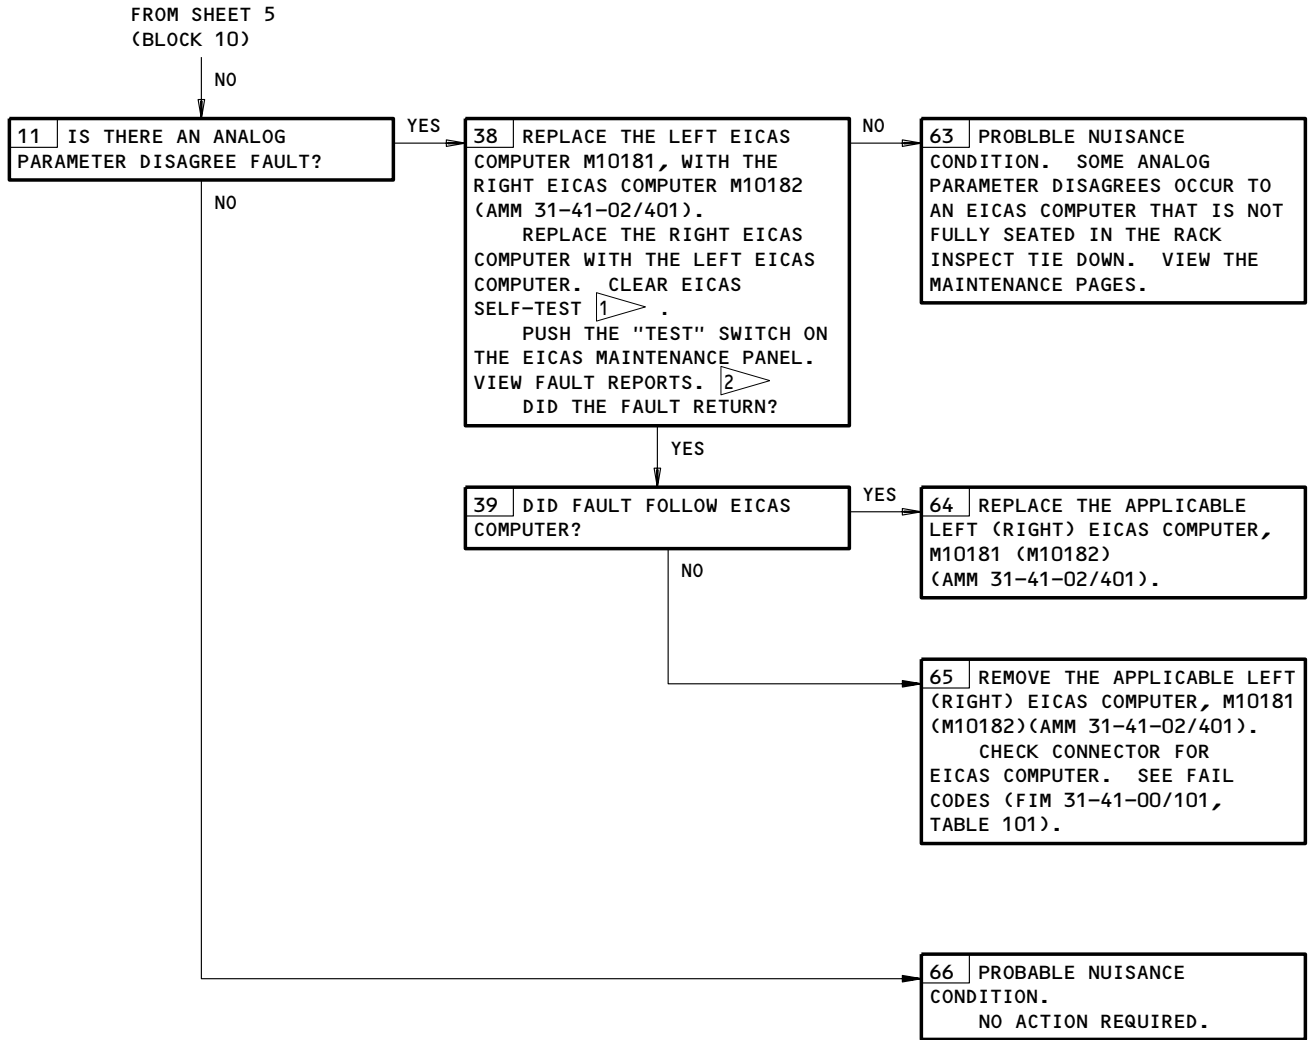 FROM SHEET 5
(BLOCK 10)
NO
11 IS THERE AN ANALOG
PARAMETER DISAGREE FAULT?
YES
NO
38 REPLACE THE LEFT EICAS
COMPUTER M10181, WITH THE
RIGHT EICAS COMPUTER M10182
(AMM 31-41-02/401).
REPLACE THE RIGHT EICAS
COMPUTER WITH THE LEFT EICAS
COMPUTER. CLEAR EICAS
SELF-TEST 1 .
PUSH THE "TEST" SWITCH ON
THE EICAS MAINTENANCE PANEL.
VIEW FAULT REPORTS. 2
DID THE FAULT RETURN?
NO
YES
63 PROBLBLE NUISANCE
CONDITION. SOME ANALOG
PARAMETER DISAGREES OCCUR TO
AN EICAS COMPUTER THAT IS NOT
FULLY SEATED IN THE RACK
INSPECT TIE DOWN. VIEW THE
MAINTENANCE PAGES.
39 DID FAULT FOLLOW EICAS
COMPUTER?
YES
NO
64 REPLACE THE APPLICABLE
LEFT (RIGHT) EICAS COMPUTER,
M10181 (M10182)
(AMM 31-41-02/401).
65 REMOVE THE APPLICABLE LEFT
(RIGHT) EICAS COMPUTER, M10181
(M10182)(AMM 31-41-02/401).
CHECK CONNECTOR FOR
EICAS COMPUTER. SEE FAIL
CODES (FIM 31-41-00/101,
TABLE 101).
66 PROBABLE NUISANCE
CONDITION.
NO ACTION REQUIRED.